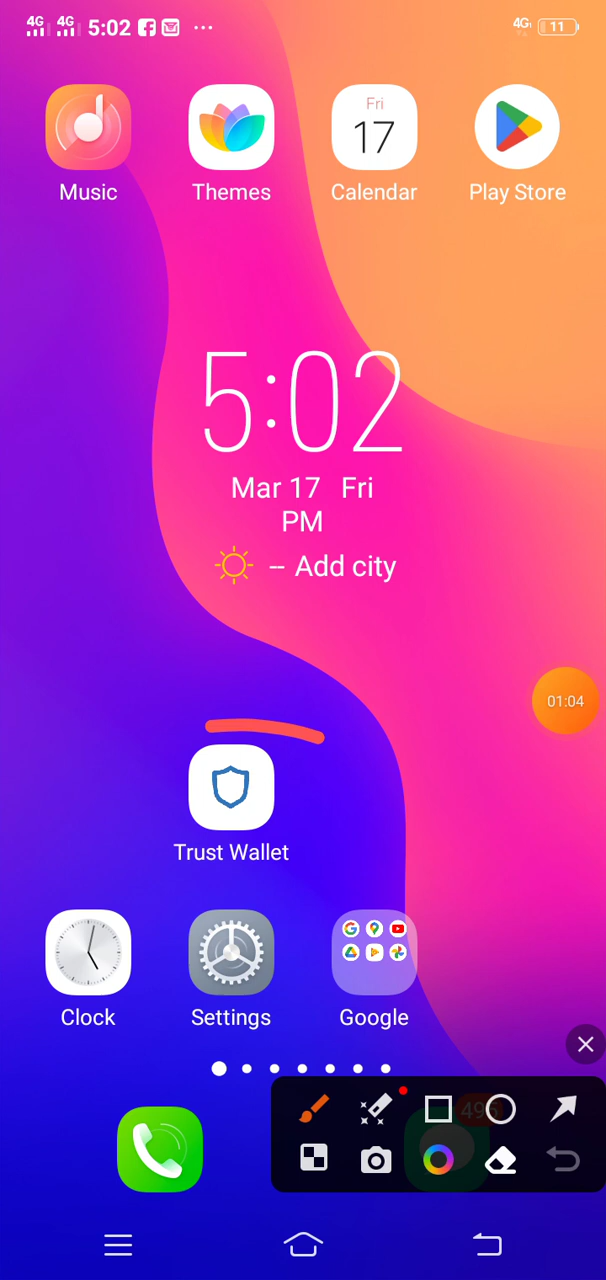 4G 4G 5:02 ... 4G 11
Fri
17
Music Themes Calendar Play Store
5:02
Mar 17 Fri
PM
– Add city
01:04
Trust Wallet
Clock Settings Google